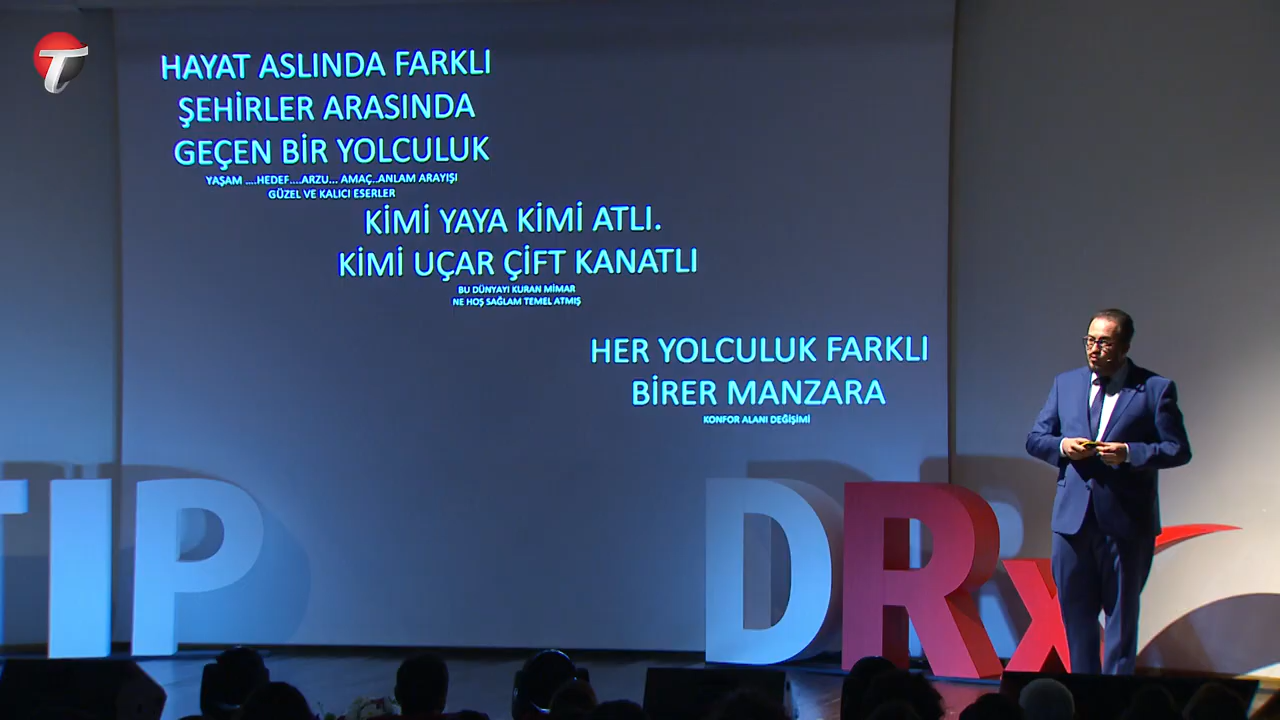 T
HAYAT ASLINDA FARKLI
ŞEHİRLER ARASINDA
GEÇEN BİR YOLCULUK
YAŞAM ....HEDEF....ARZU... AMAÇ..ANLAM ARAYIŞI
GÜZEL VE KALICI ESERLER
KİMİ YAYA KİMİ ATLI.
KİMİ UÇAR ÇİFT KANATLI
BU DÜNYAYI KURAN MİMAR
NE HOŞ SAĞLAM TEMEL ATMIŞ
HER YOLCULUK FARKLI
BİRER MANZARA
KONFOR ALANI DEĞİŞİMİ
TIP
DRx